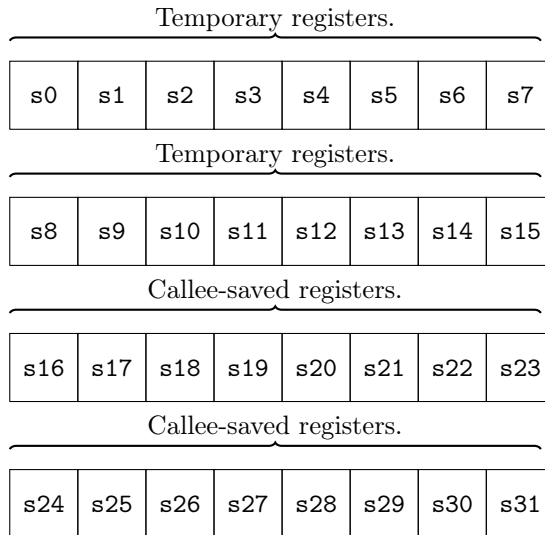 Temporary registers.
s0 s1 s2 s3 s4 s5 s6 s7
Temporary registers.
s8 s9 s10 s11 s12 s13 s14 s15
Callee-saved registers.
s16 s17 s18 s19 s20 s21 s22 s23
Callee-saved registers.
s24 s25 s26 s27 s28 s29 s30 s31